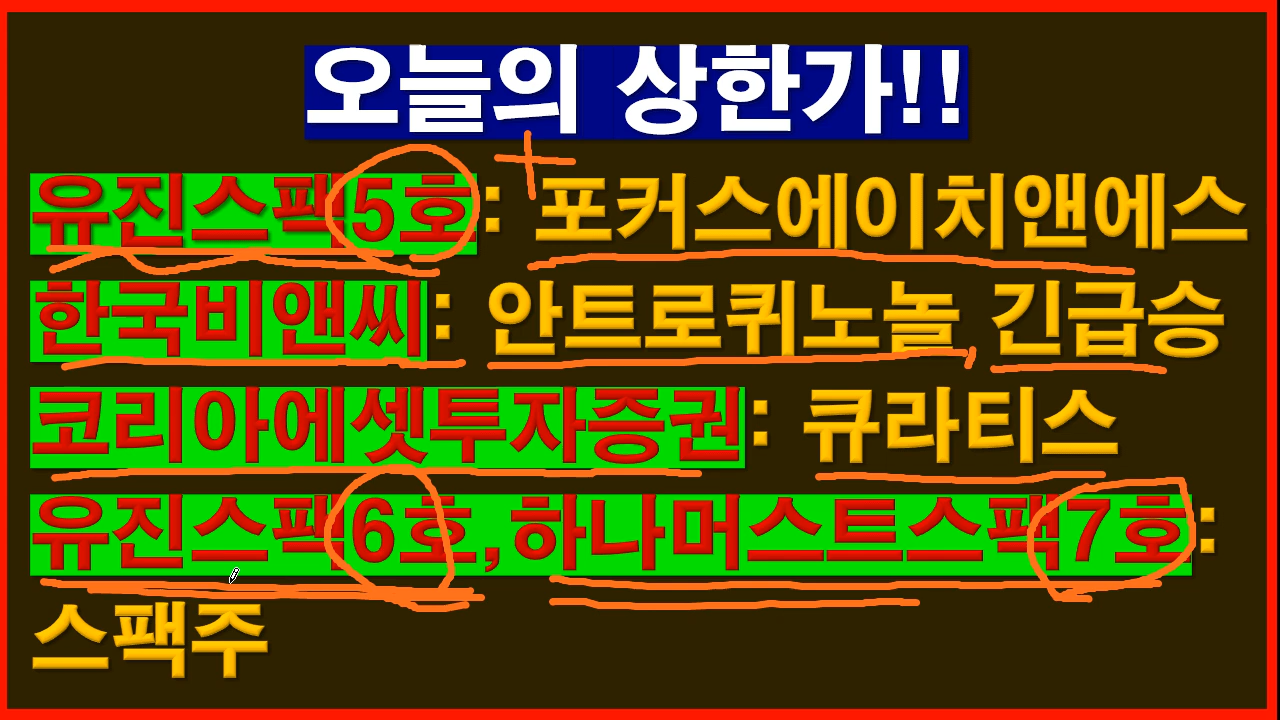 오늘의 상한가!!
유진스팩5호: 포커스에이치앤에스
한국비앤씨: 안트로퀴노놀 긴급승
코리아에셋투자증권: 큐라티스
유진스팩6호,하나머스트스팩7호:
스팩주